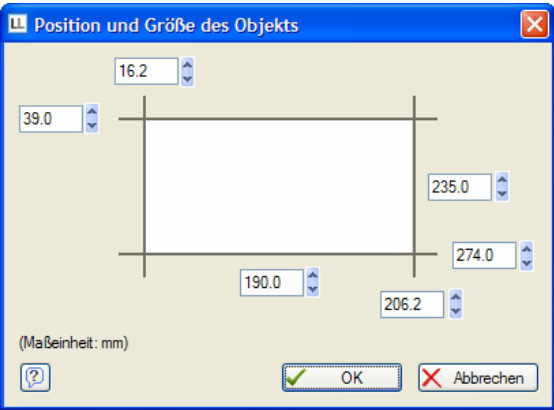 LL Position und Größe des Objekts
16.2
39.0
235.0
274.0
190.0
206.2
(Maßeinheit: mm)
? OK Abbrechen